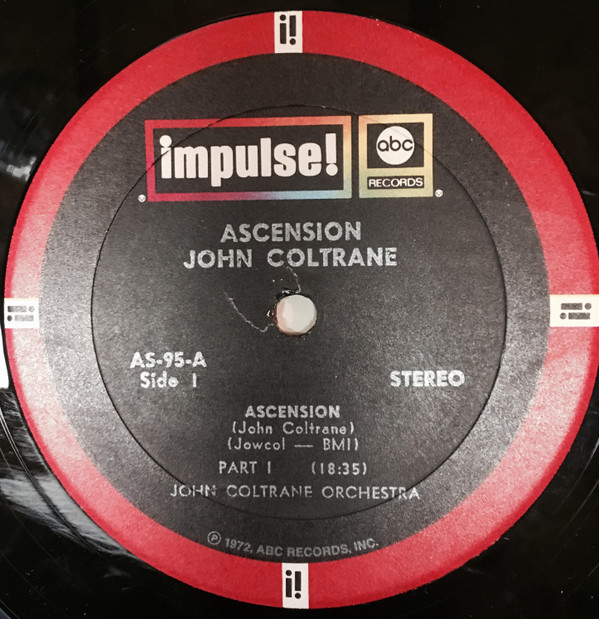 i!
impulse!
abc
RECORDS
®
®
ASCENSION
JOHN COLTRANE
i!
i!
AS-95-A
Side 1
STEREO
ASCENSION
(John Coltrane)
(Jowcol — BMI)
PART 1 (18:35)
JOHN COLTRANE ORCHESTRA
℗ 1972, ABC RECORDS, INC.
i!